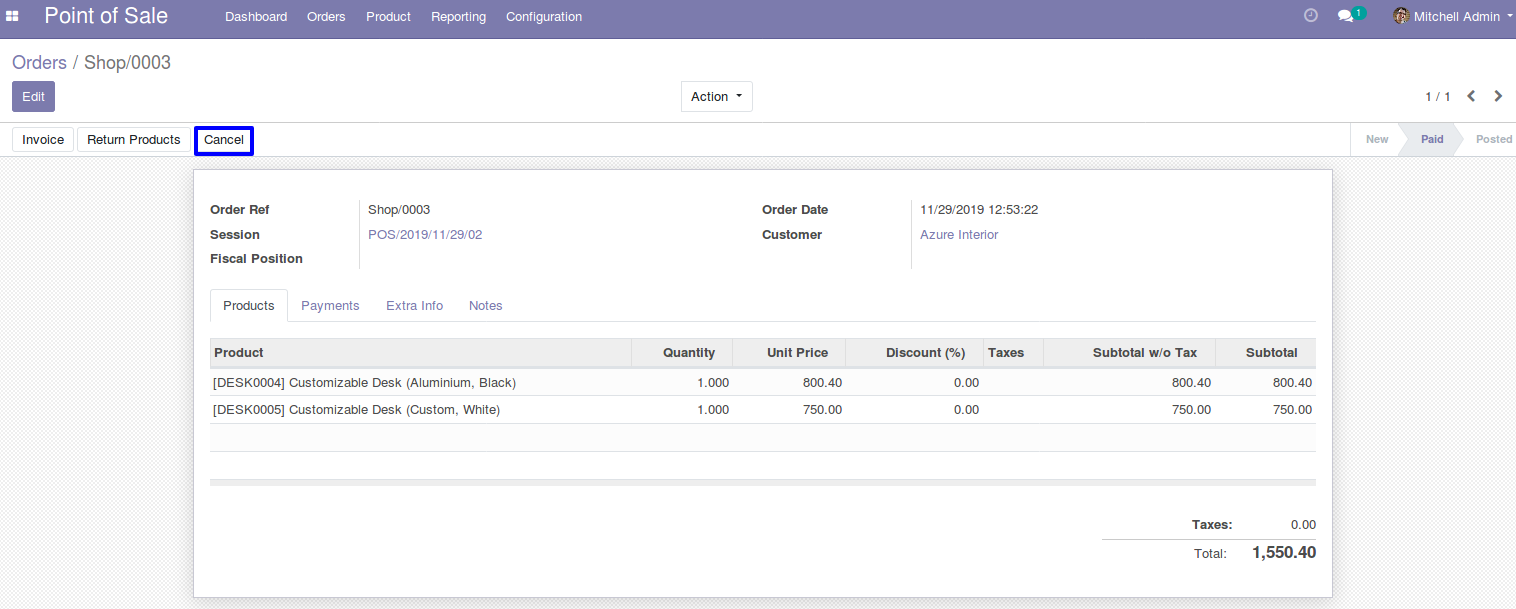 Point of Sale Dashboard Orders Product Reporting Configuration 1 Mitchell Admin
Orders / Shop/0003
Edit Action 1 / 1
Invoice Return Products Cancel New Paid Posted
Order Ref Shop/0003 Order Date 11/29/2019 12:53:22
Session POS/2019/11/29/02 Customer Azure Interior
Fiscal Position
Products Payments Extra Info Notes
Product Quantity Unit Price Discount (%) Taxes Subtotal w/o Tax Subtotal
[DESK0004] Customizable Desk (Aluminium, Black) 1.000 800.40 0.00 800.40 800.40
[DESK0005] Customizable Desk (Custom, White) 1.000 750.00 0.00 750.00 750.00
Taxes: 0.00
Total: 1,550.40